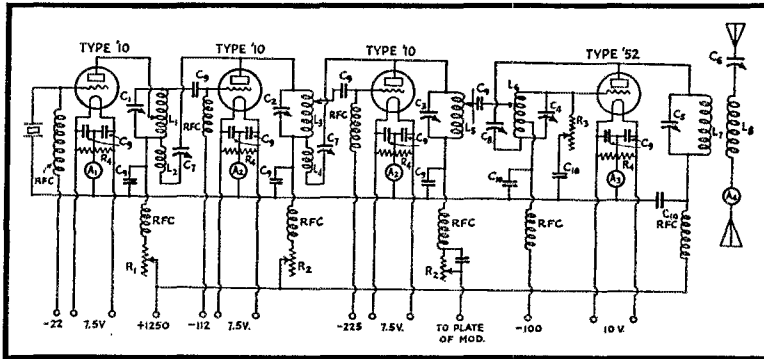 TYPE '10
TYPE '10
TYPE '10
TYPE '52
C6
C1
L1
C9
C2
L3
C9
C3
L5
C9
L6
C4
R3
C5
L7
L8
RFC
R4
A1
C9
L2
C7
RFC
R4
A2
C9
C7
L4
RFC
R4
A2
C9
C8
C10
C10
R4
A3
C9
A4
C9
C9
C9
C10
RFC
RFC
RFC
RFC
RFC
R1
R2
R2
-22
7.5V
+1250
-112
7.5V.
-225
7.5V.
TO PLATE
OF MOD.
-100
10 V.